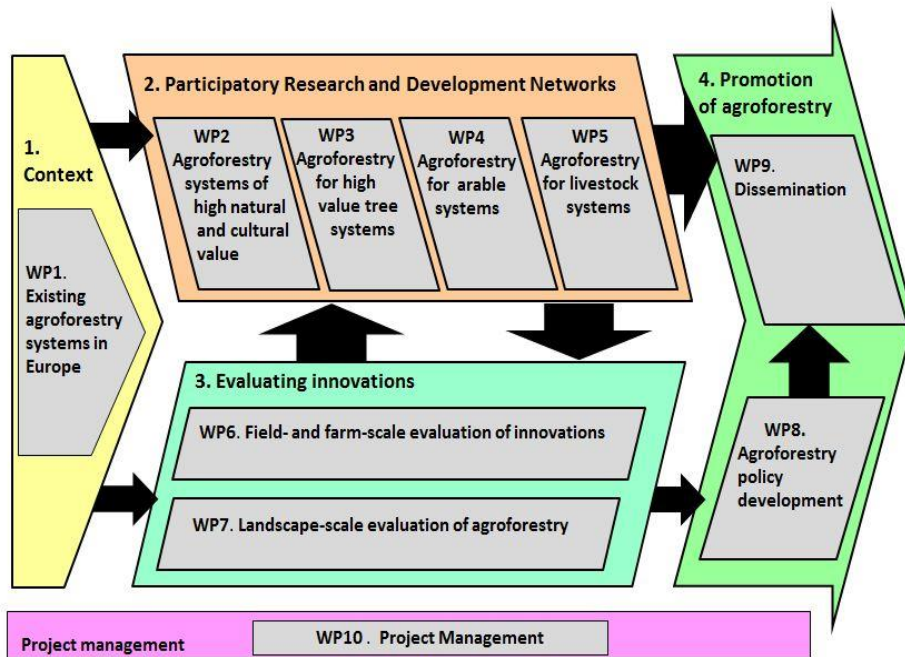 1.
Context
WP1.
Existing
agroforestry
systems in
Europe
2. Participatory Research and Development Networks
WP2
Agroforestry
systems of
high natural
and cultural
value
WP3
Agroforestry
for high
value tree
systems
WP4
Agroforestry
for arable
systems
WP5
Agroforestry
for livestock
systems
3. Evaluating innovations
WP6. Field- and farm-scale evaluation of innovations
WP7. Landscape-scale evaluation of agroforestry
4. Promotion
of agroforestry
WP9.
Dissemination
WP8.
Agroforestry
policy
development
Project management
WP10 . Project Management